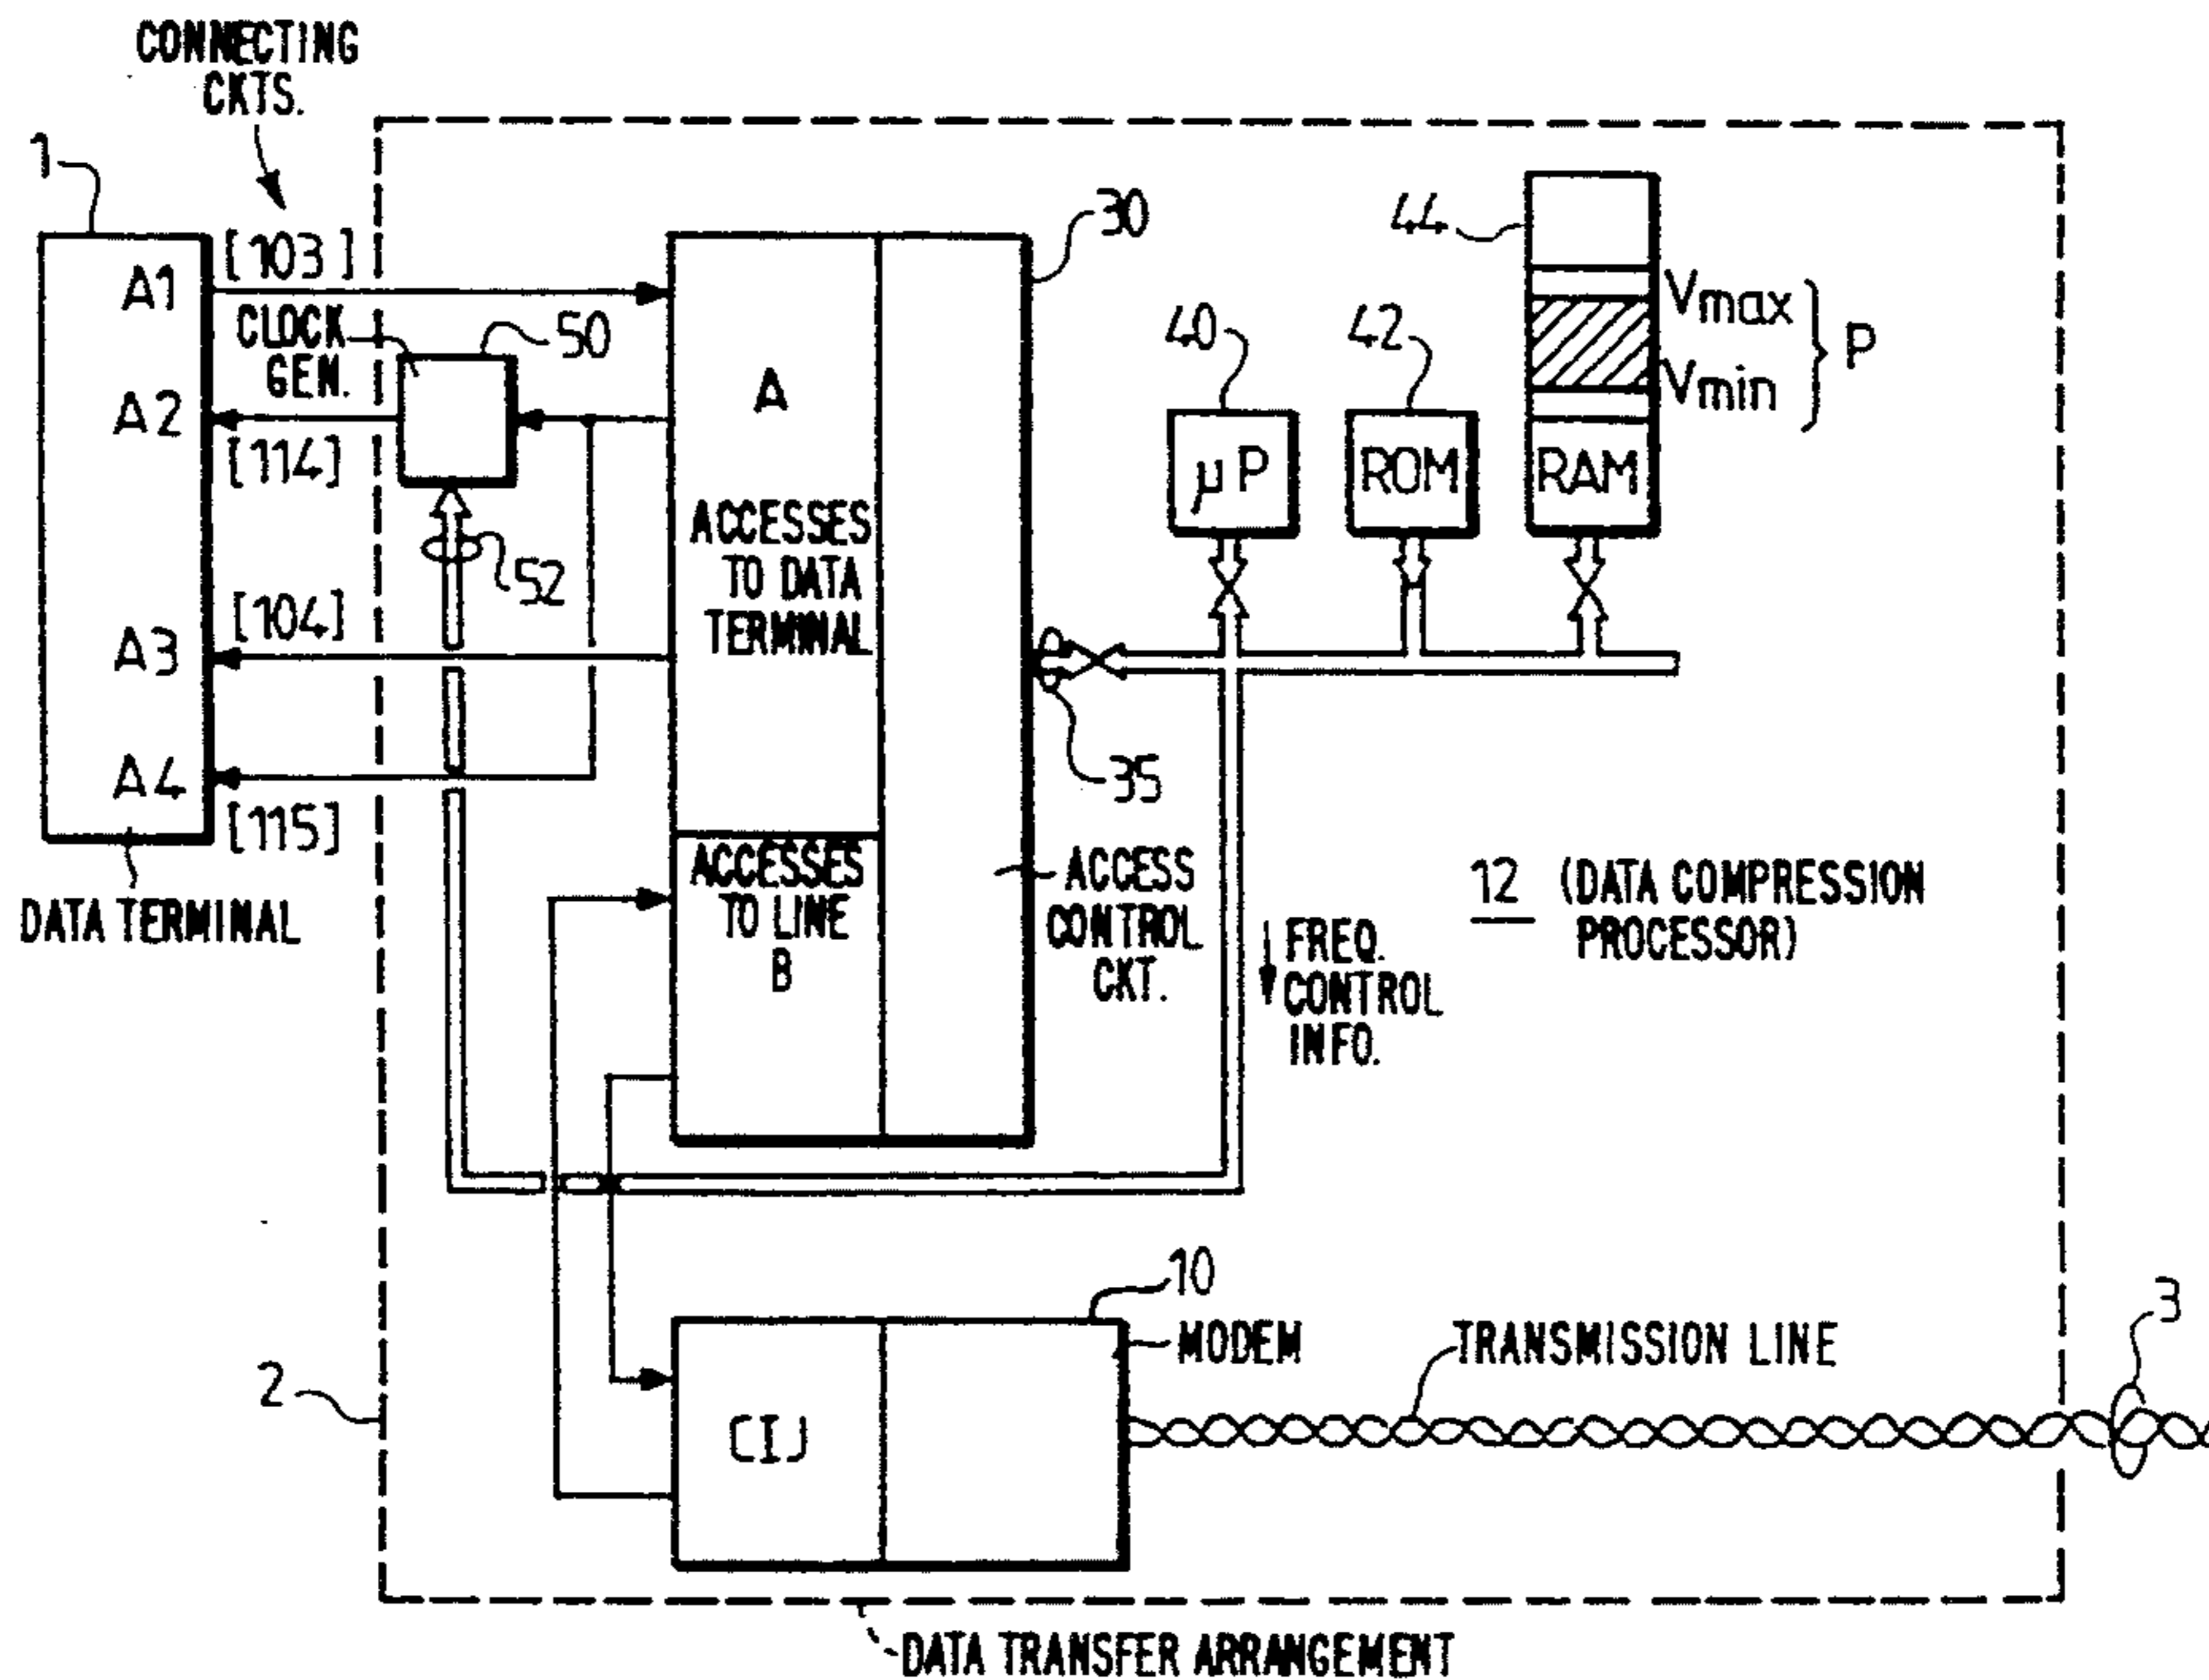 CONNECTING
CKTS.
1
[103]
A1
CLOCK
GEN.
50
A2
[114]
52
[104]
A3
A4
[115]
DATA TERMINAL
A
ACCESSES
TO DATA
TERMINAL
ACCESSES
TO LINE
B
30
35
ACCESS
CONTROL
CKT.
40
μP
42
ROM
44
Vmax
Vmin
P
RAM
FREQ.
CONTROL
INFO.
12 (DATA COMPRESSION
PROCESSOR)
2
10
MODEM
[I]
TRANSMISSION LINE
3
DATA TRANSFER ARRANGEMENT